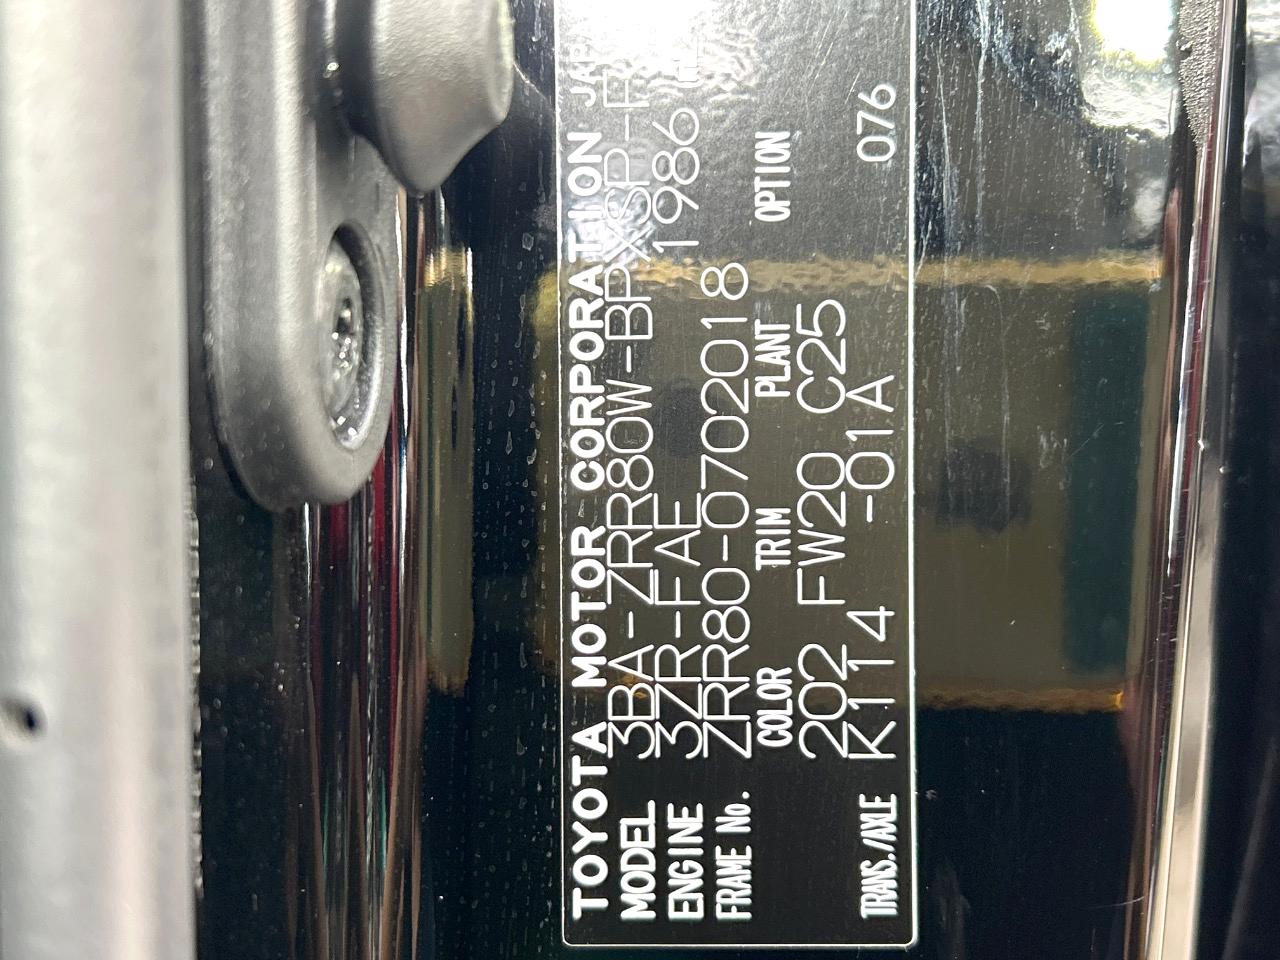 TOYOTA MOTOR CORPORATION JAP
MODEL 3BA-ZRR80W-BPXSP-F
ENGINE 3ZR-FAE 1986
FRAME No. ZRR80-0702018
COLOR TRIM PLANT OPTION
202 FW20 C25
TRANS./AXLE K114 -01A 076